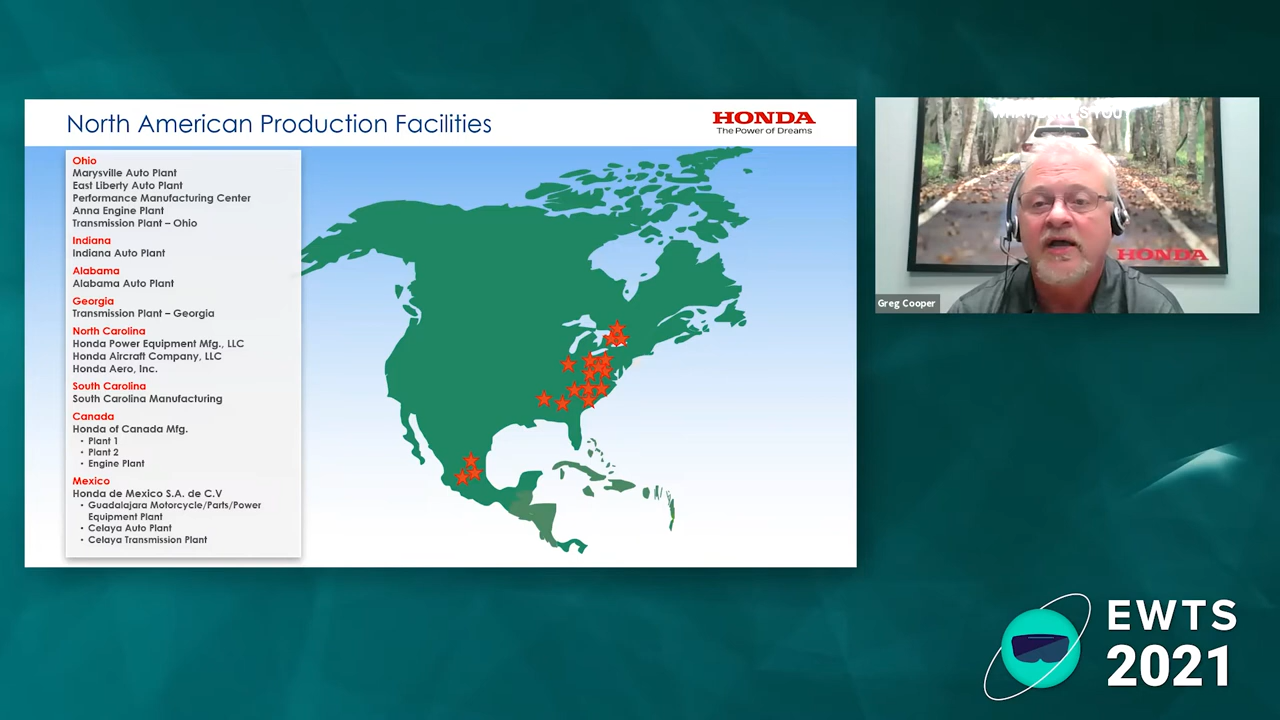 North American Production Facilities
HONDA
The Power of Dreams
Ohio
Marysville Auto Plant
East Liberty Auto Plant
Performance Manufacturing Center
Anna Engine Plant
Transmission Plant – Ohio
Indiana
Indiana Auto Plant
Alabama
Alabama Auto Plant
Georgia
Transmission Plant – Georgia
North Carolina
Honda Power Equipment Mfg., LLC
Honda Aircraft Company, LLC
Honda Aero, Inc.
South Carolina
South Carolina Manufacturing
Canada
Honda of Canada Mfg.
• Plant 1
• Plant 2
• Engine Plant
Mexico
Honda de Mexico S.A. de C.V
• Guadalajara Motorcycle/Parts/Power
Equipment Plant
• Celaya Auto Plant
• Celaya Transmission Plant
YOU
HONDA
Greg Cooper
EWTS
2021